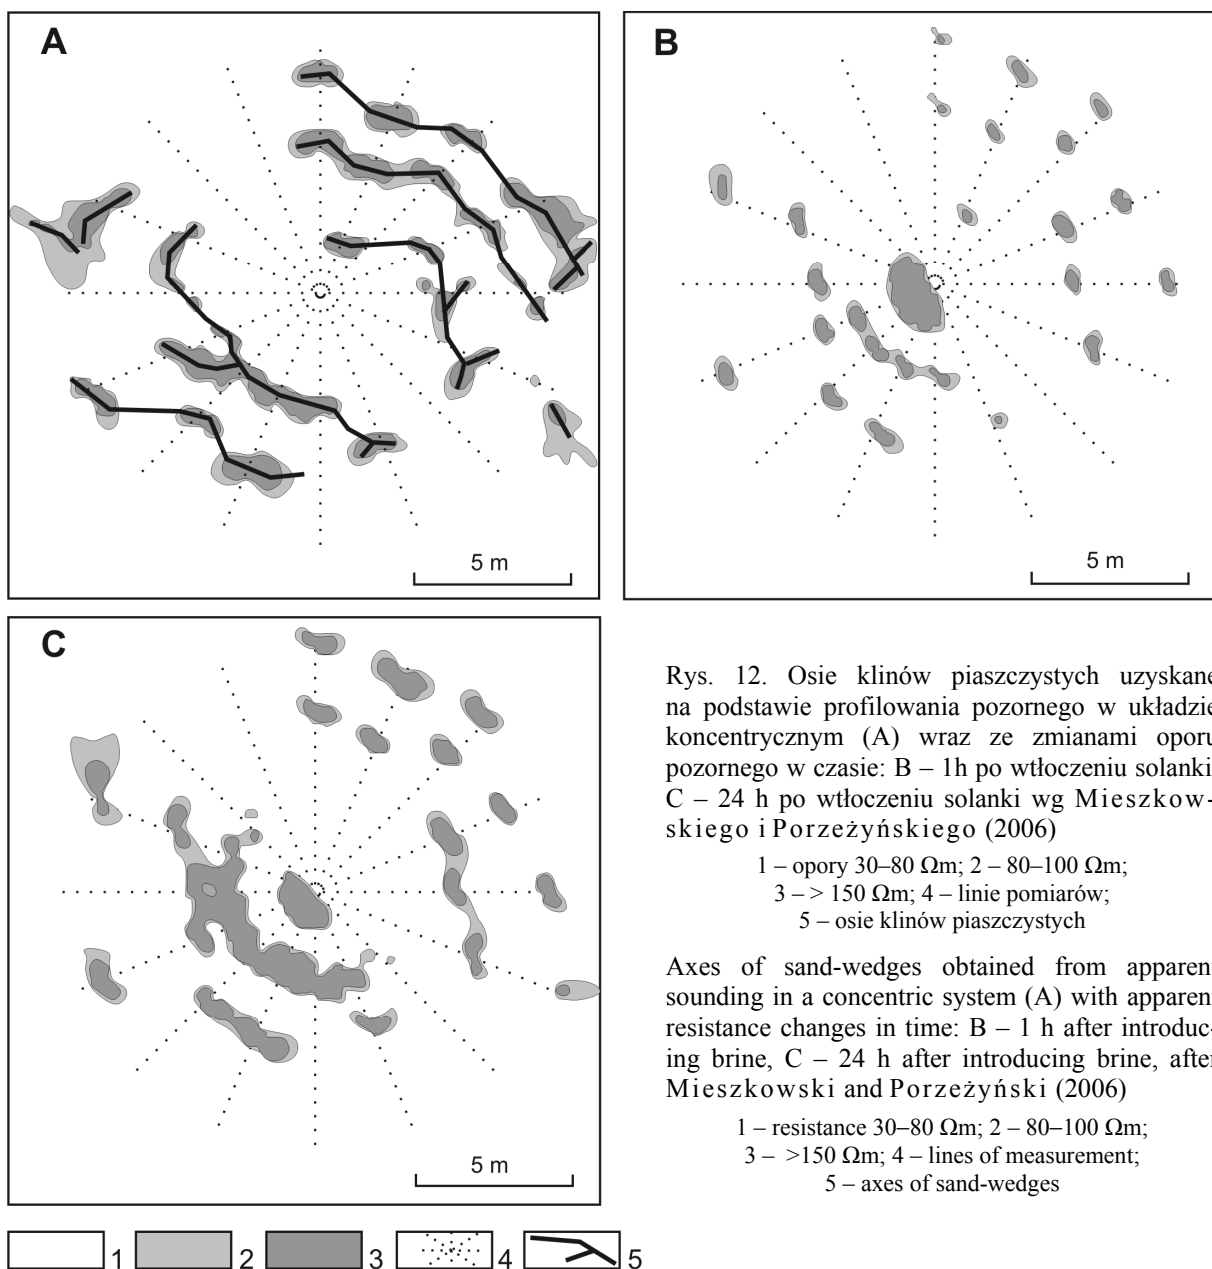 A
B
5 m
5 m
C
5 m
Rys. 12. Osie klinów piaszczystych uzyskane
na podstawie profilowania pozornego w układzie
koncentrycznym (A) wraz ze zmianami oporu
pozornego w czasie: B – 1h po wtłoczeniu solanki
C – 24 h po wtłoczeniu solanki wg Mieszkow-
skiego i Porzeżyńskiego (2006)
1 – opory 30–80 Ωm; 2 – 80–100 Ωm;
3 – > 150 Ωm; 4 – linie pomiarów;
5 – osie klinów piaszczystych
Axes of sand-wedges obtained from apparent
sounding in a concentric system (A) with apparent
resistance changes in time: B – 1 h after introduc-
ing brine, C – 24 h after introducing brine, after
Mieszkowski and Porzeżyński (2006)
1 – resistance 30–80 Ωm; 2 – 80–100 Ωm;
3 – >150 Ωm; 4 – lines of measurement;
5 – axes of sand-wedges
1 2 3 4 5